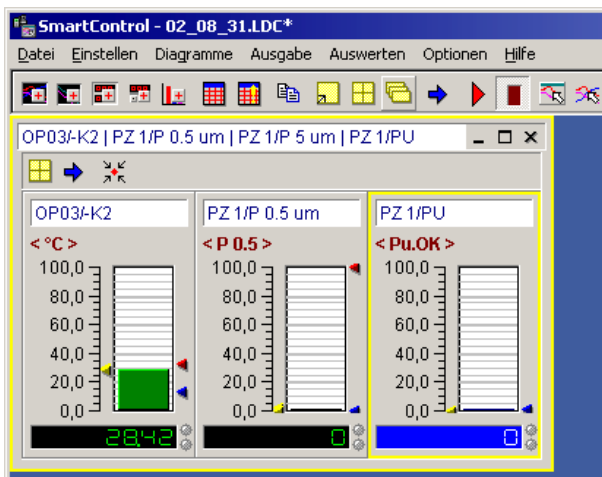 SmartControl - 02_08_31.LDC*
Datei Einstellen Diagramme Ausgabe Auswerten Optionen Hilfe
OP03/-K2 | PZ 1/P 0.5 um | PZ 1/P 5 um | PZ 1/PU
OP03/-K2 PZ 1/P 0.5 um PZ 1/PU
< °C > < P 0.5 > < Pu.OK >
100,0 100,0 100,0
80,0 80,0 80,0
60,0 60,0 60,0
40,0 40,0 40,0
20,0 20,0 20,0
0,0 0,0 0,0
28,42 0 0